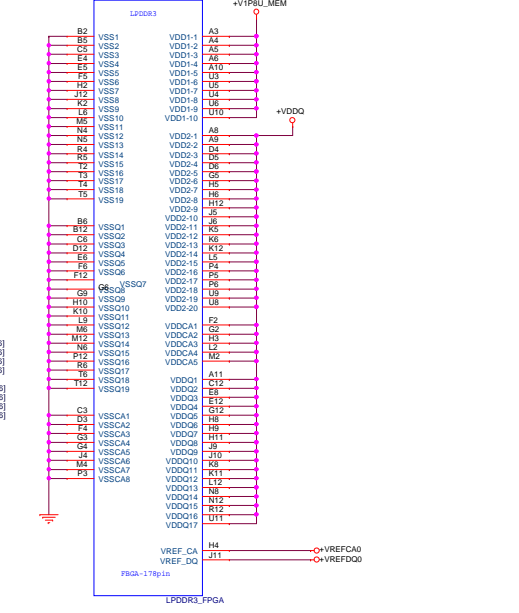 +V1P8U_MEM
LPDDR3
B2 VSS1
B5 VSS2
C5 VSS3
E4 VSS4
E5 VSS5
F5 VSS6
H2 VSS7
J12 VSS8
K2 VSS9
L6 VSS10
M5 VSS11
N4 VSS12
N5 VSS13
R4 VSS14
R5 VSS15
T2 VSS16
T3 VSS17
T4 VSS18
T5 VSS19
B6 VSSQ1
B12 VSSQ2
C6 VSSQ3
D12 VSSQ4
E6 VSSQ5
F6 VSSQ6
F12 VSSQ7
G6 VSSQ8
G9 VSSQ9
H10 VSSQ10
K10 VSSQ11
L9 VSSQ12
M6 VSSQ13
M12 VSSQ14
N6 VSSQ15
P12 VSSQ16
R6 VSSQ17
T6 VSSQ18
T12 VSSQ19
C3 VSSCA1
D3 VSSCA2
F4 VSSCA3
G3 VSSCA4
G4 VSSCA5
J4 VSSCA6
M4 VSSCA7
P3 VSSCA8
VDD1-1 A3
VDD1-2 A4
VDD1-3 A5
VDD1-4 A6
VDD1-5 A10
VDD1-6 U3
VDD1-7 U5
VDD1-8 U4
VDD1-9 U6
VDD1-10 U10
+VDDQ
VDD2-1 A8
VDD2-2 A9
VDD2-3 D4
VDD2-4 D5
VDD2-5 D6
VDD2-6 G5
VDD2-7 H5
VDD2-8 H6
VDD2-9 H12
VDD2-10 J5
VDD2-11 J6
VDD2-12 K5
VDD2-13 K6
VDD2-14 K12
VDD2-15 L5
VDD2-16 P4
VDD2-17 P5
VDD2-18 P6
VDD2-19 U9
VDD2-20 U8
VDDCA1 F2
VDDCA2 G2
VDDCA3 H3
VDDCA4 L2
VDDCA5 M2
VDDQ1 A11
VDDQ2 C12
VDDQ3 E8
VDDQ4 E12
VDDQ5 G12
VDDQ6 H8
VDDQ7 H9
VDDQ8 H11
VDDQ9 J9
VDDQ10 J10
VDDQ11 K8
VDDQ12 K11
VDDQ13 L12
VDDQ14 N8
VDDQ15 N12
VDDQ16 R12
VDDQ17 U11
VREF_CA H4 +VREFCA0
VREF_DQ J11 +VREFDQ0
FBGA-178pin
LPDDR3_FPGA